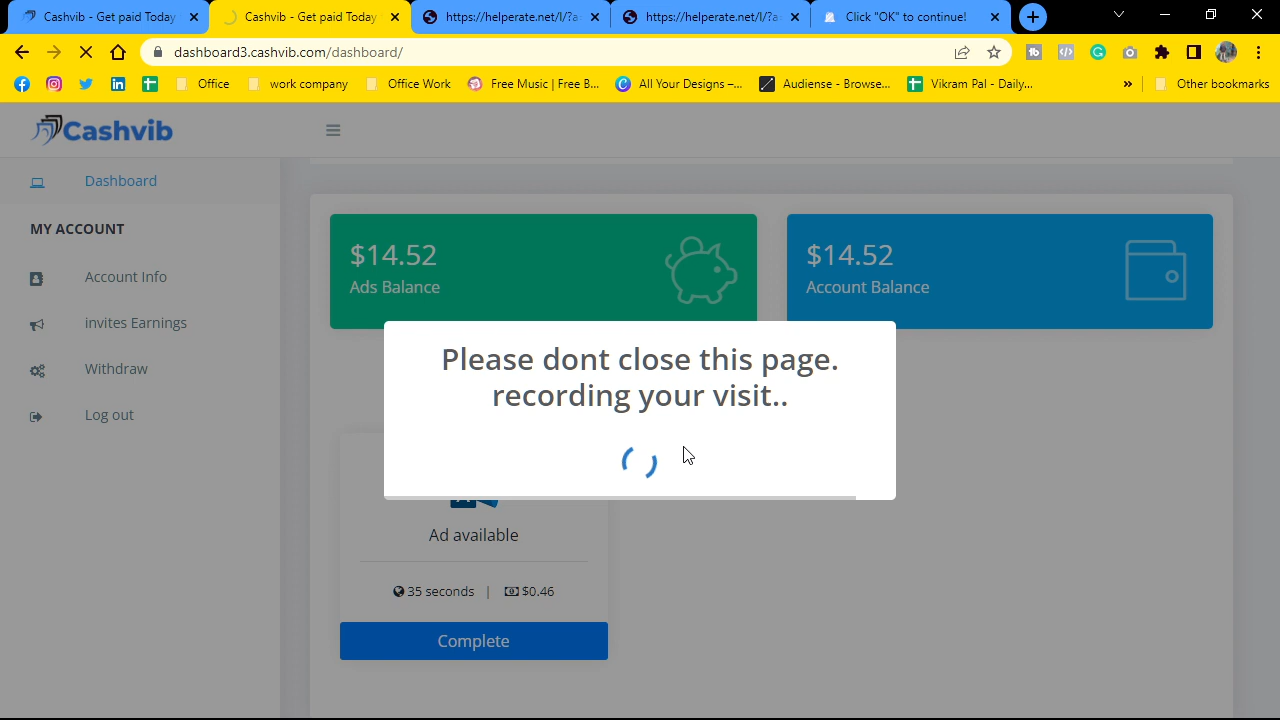 Cashvib - Get paid Today
Cashvib - Get paid Today
https://helperate.net/l/?a
https://helperate.net/l/?a
Click "OK" to continue!
dashboard3.cashvib.com/dashboard/
Office
work company
Office Work
Free Music | Free B...
All Your Designs –...
Audiense - Browse...
Vikram Pal - Daily...
»
Other bookmarks
Cashvib
Dashboard
MY ACCOUNT
Account Info
invites Earnings
Withdraw
Log out
$14.52
Ads Balance
$14.52
Account Balance
Please dont close this page.
recording your visit..
Ad available
35 seconds | $0.46
Complete